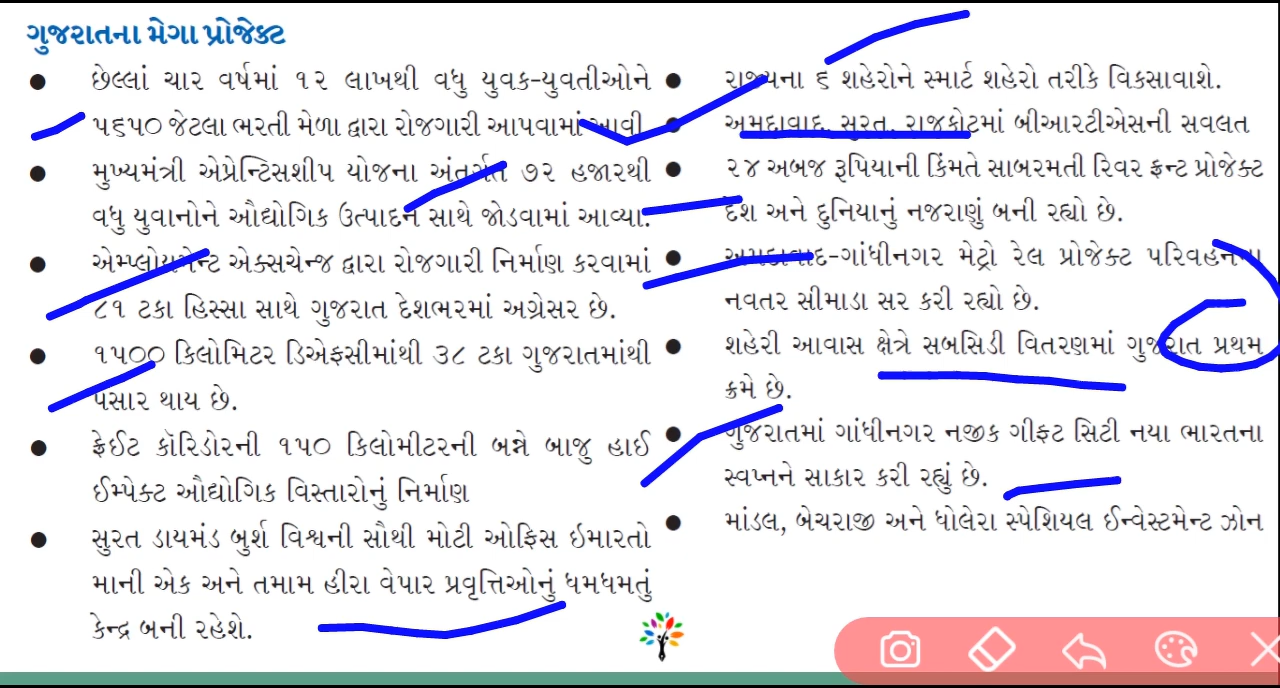 ગુજરાતના મેગા પ્રોજેક્ટ
● છેલ્લાં ચાર વર્ષમાં ૧૨ લાખથી વધુ યુવક-યુવતીઓને
૫૬૫૦ જેટલા ભરતી મેળા દ્વારા રોજગારી આપવામાં આવી
● મુખ્યમંત્રી એપ્રેન્ટિસશીપ યોજના અંતર્ગત ૭૨ હજારથી
વધુ યુવાનોને ઔદ્યોગિક ઉત્પાદન સાથે જોડવામાં આવ્યા.
● એમ્પ્લોયમેન્ટ એક્સચેન્જ દ્વારા રોજગારી નિર્માણ કરવામાં
૮૧ ટકા હિસ્સા સાથે ગુજરાત દેશભરમાં અગ્રેસર છે.
● ૧૫૦૦ કિલોમિટર ડિએફસીમાંથી ૩૮ ટકા ગુજરાતમાંથી
પસાર થાય છે.
● ફ્રેઈટ કૉરિડોરની ૧૫૦ કિલોમીટરની બન્ને બાજુ હાઈ
ઈમ્પેક્ટ ઔદ્યોગિક વિસ્તારોનું નિર્માણ
● સુરત ડાયમંડ બુર્શ વિશ્વની સૌથી મોટી ઓફિસ ઇમારતો
માની એક અને તમામ હીરા વેપાર પ્રવૃત્તિઓનું ધમધમતું
કેન્દ્ર બની રહેશે.
● રાજ્યના ૬ શહેરોને સ્માર્ટ શહેરો તરીકે વિકસાવાશે.
● અમદાવાદ, સુરત, રાજકોટમાં બીઆરટીએસની સવલત
● ૨૪ અબજ રૂપિયાની કિંમતે સાબરમતી રિવર ફ્રન્ટ પ્રોજેક્ટ
દેશ અને દુનિયાનું નજરાણું બની રહ્યો છે.
● અમદાવાદ-ગાંધીનગર મેટ્રો રેલ પ્રોજેક્ટ પરિવહનના
નવતર સીમાડા સર કરી રહ્યો છે.
● શહેરી આવાસ ક્ષેત્રે સબસિડી વિતરણમાં ગુજરાત પ્રથમ
ક્રમે છે.
● ગુજરાતમાં ગાંધીનગર નજીક ગીફ્ટ સિટી નયા ભારતના
સ્વપ્નને સાકાર કરી રહ્યું છે.
● માંડલ, બેચરાજી અને ધોલેરા સ્પેશિયલ ઈન્વેસ્ટમેન્ટ ઝોન